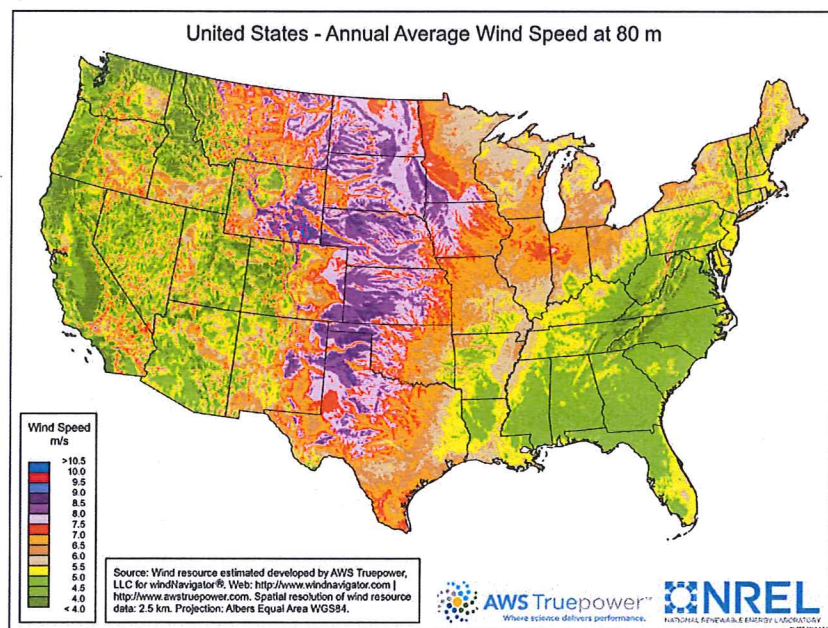 United States - Annual Average Wind Speed at 80 m
Wind Speed
m/s
>10.5
10.0
9.5
9.0
8.5
8.0
7.5
7.0
6.5
6.0
5.5
5.0
4.5
4.0
< 4.0
Source: Wind resource estimated developed by AWS Truepower,
LLC for windNavigator®. Web: http://www.windnavigator.com |
http://www.awstruepower.com. Spatial resolution of wind resource
data: 2.5 km. Projection: Albers Equal Area WGS84.
AWS Truepower™
Where science delivers performance.
NREL
NATIONAL RENEWABLE ENERGY LABORATORY